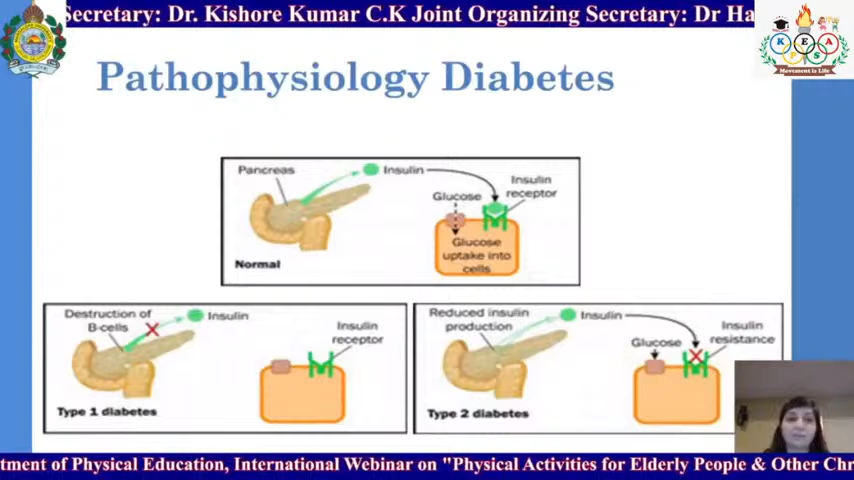 Secretary: Dr. Kishore Kumar C.K Joint Organizing Secretary: Dr Ha
K E A
P S
Movement is Life
Pathophysiology Diabetes
Pancreas
Insulin
Insulin
receptor
Glucose
Glucose
uptake into
cells
Normal
Destruction of
B-cells
Insulin
Insulin
receptor
Type 1 diabetes
Reduced insulin
production
Insulin
Insulin
resistance
Glucose
Type 2 diabetes
tment of Physical Education, International Webinar on "Physical Activities for Elderly People & Other Chr